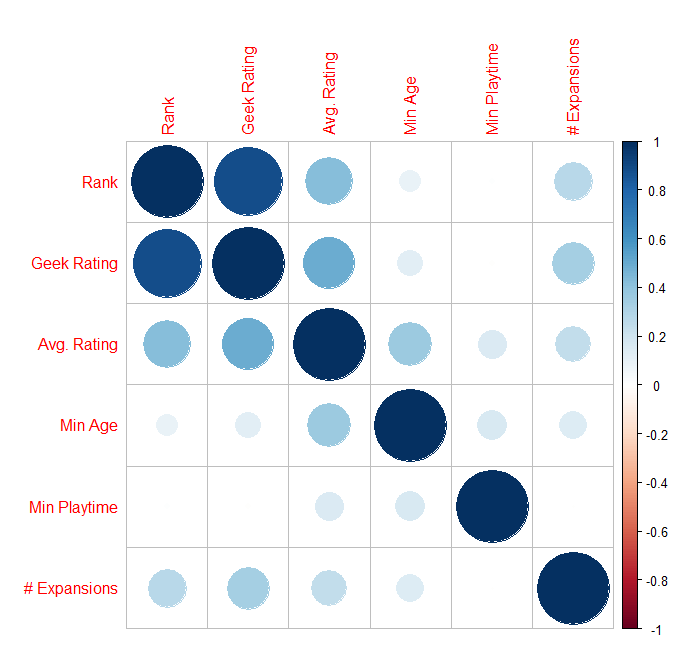 Rank
Geek Rating
Avg. Rating
Min Age
Min Playtime
# Expansions
Rank
Geek Rating
Avg. Rating
Min Age
Min Playtime
# Expansions
1
0.8
0.6
0.4
0.2
0
-0.2
-0.4
-0.6
-0.8
-1